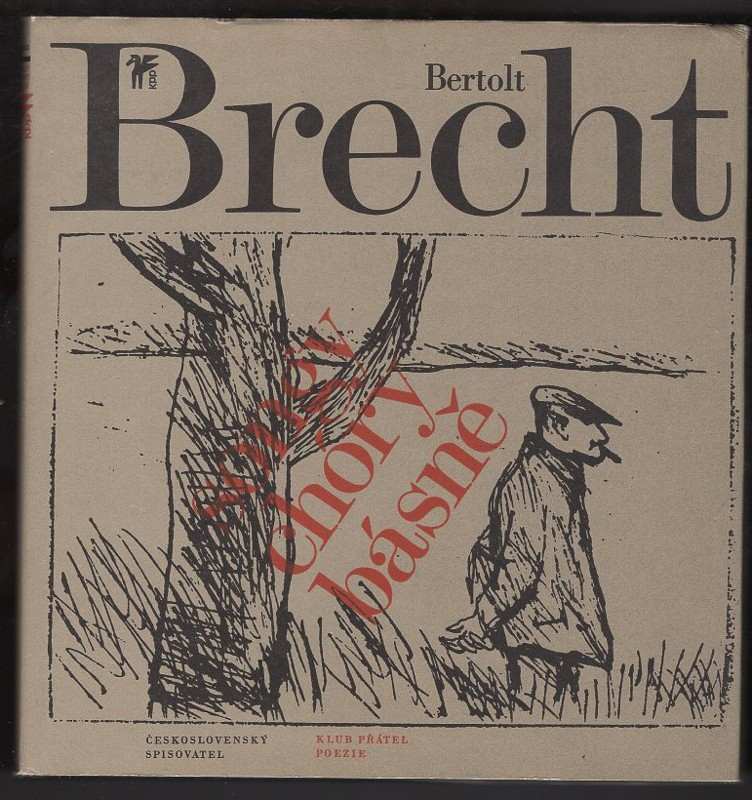 kpp
Bertolt
Brecht
songy
chóry
básně
ČESKOSLOVENSKÝ
SPISOVATEL
KLUB PŘÁTEL
POEZIE